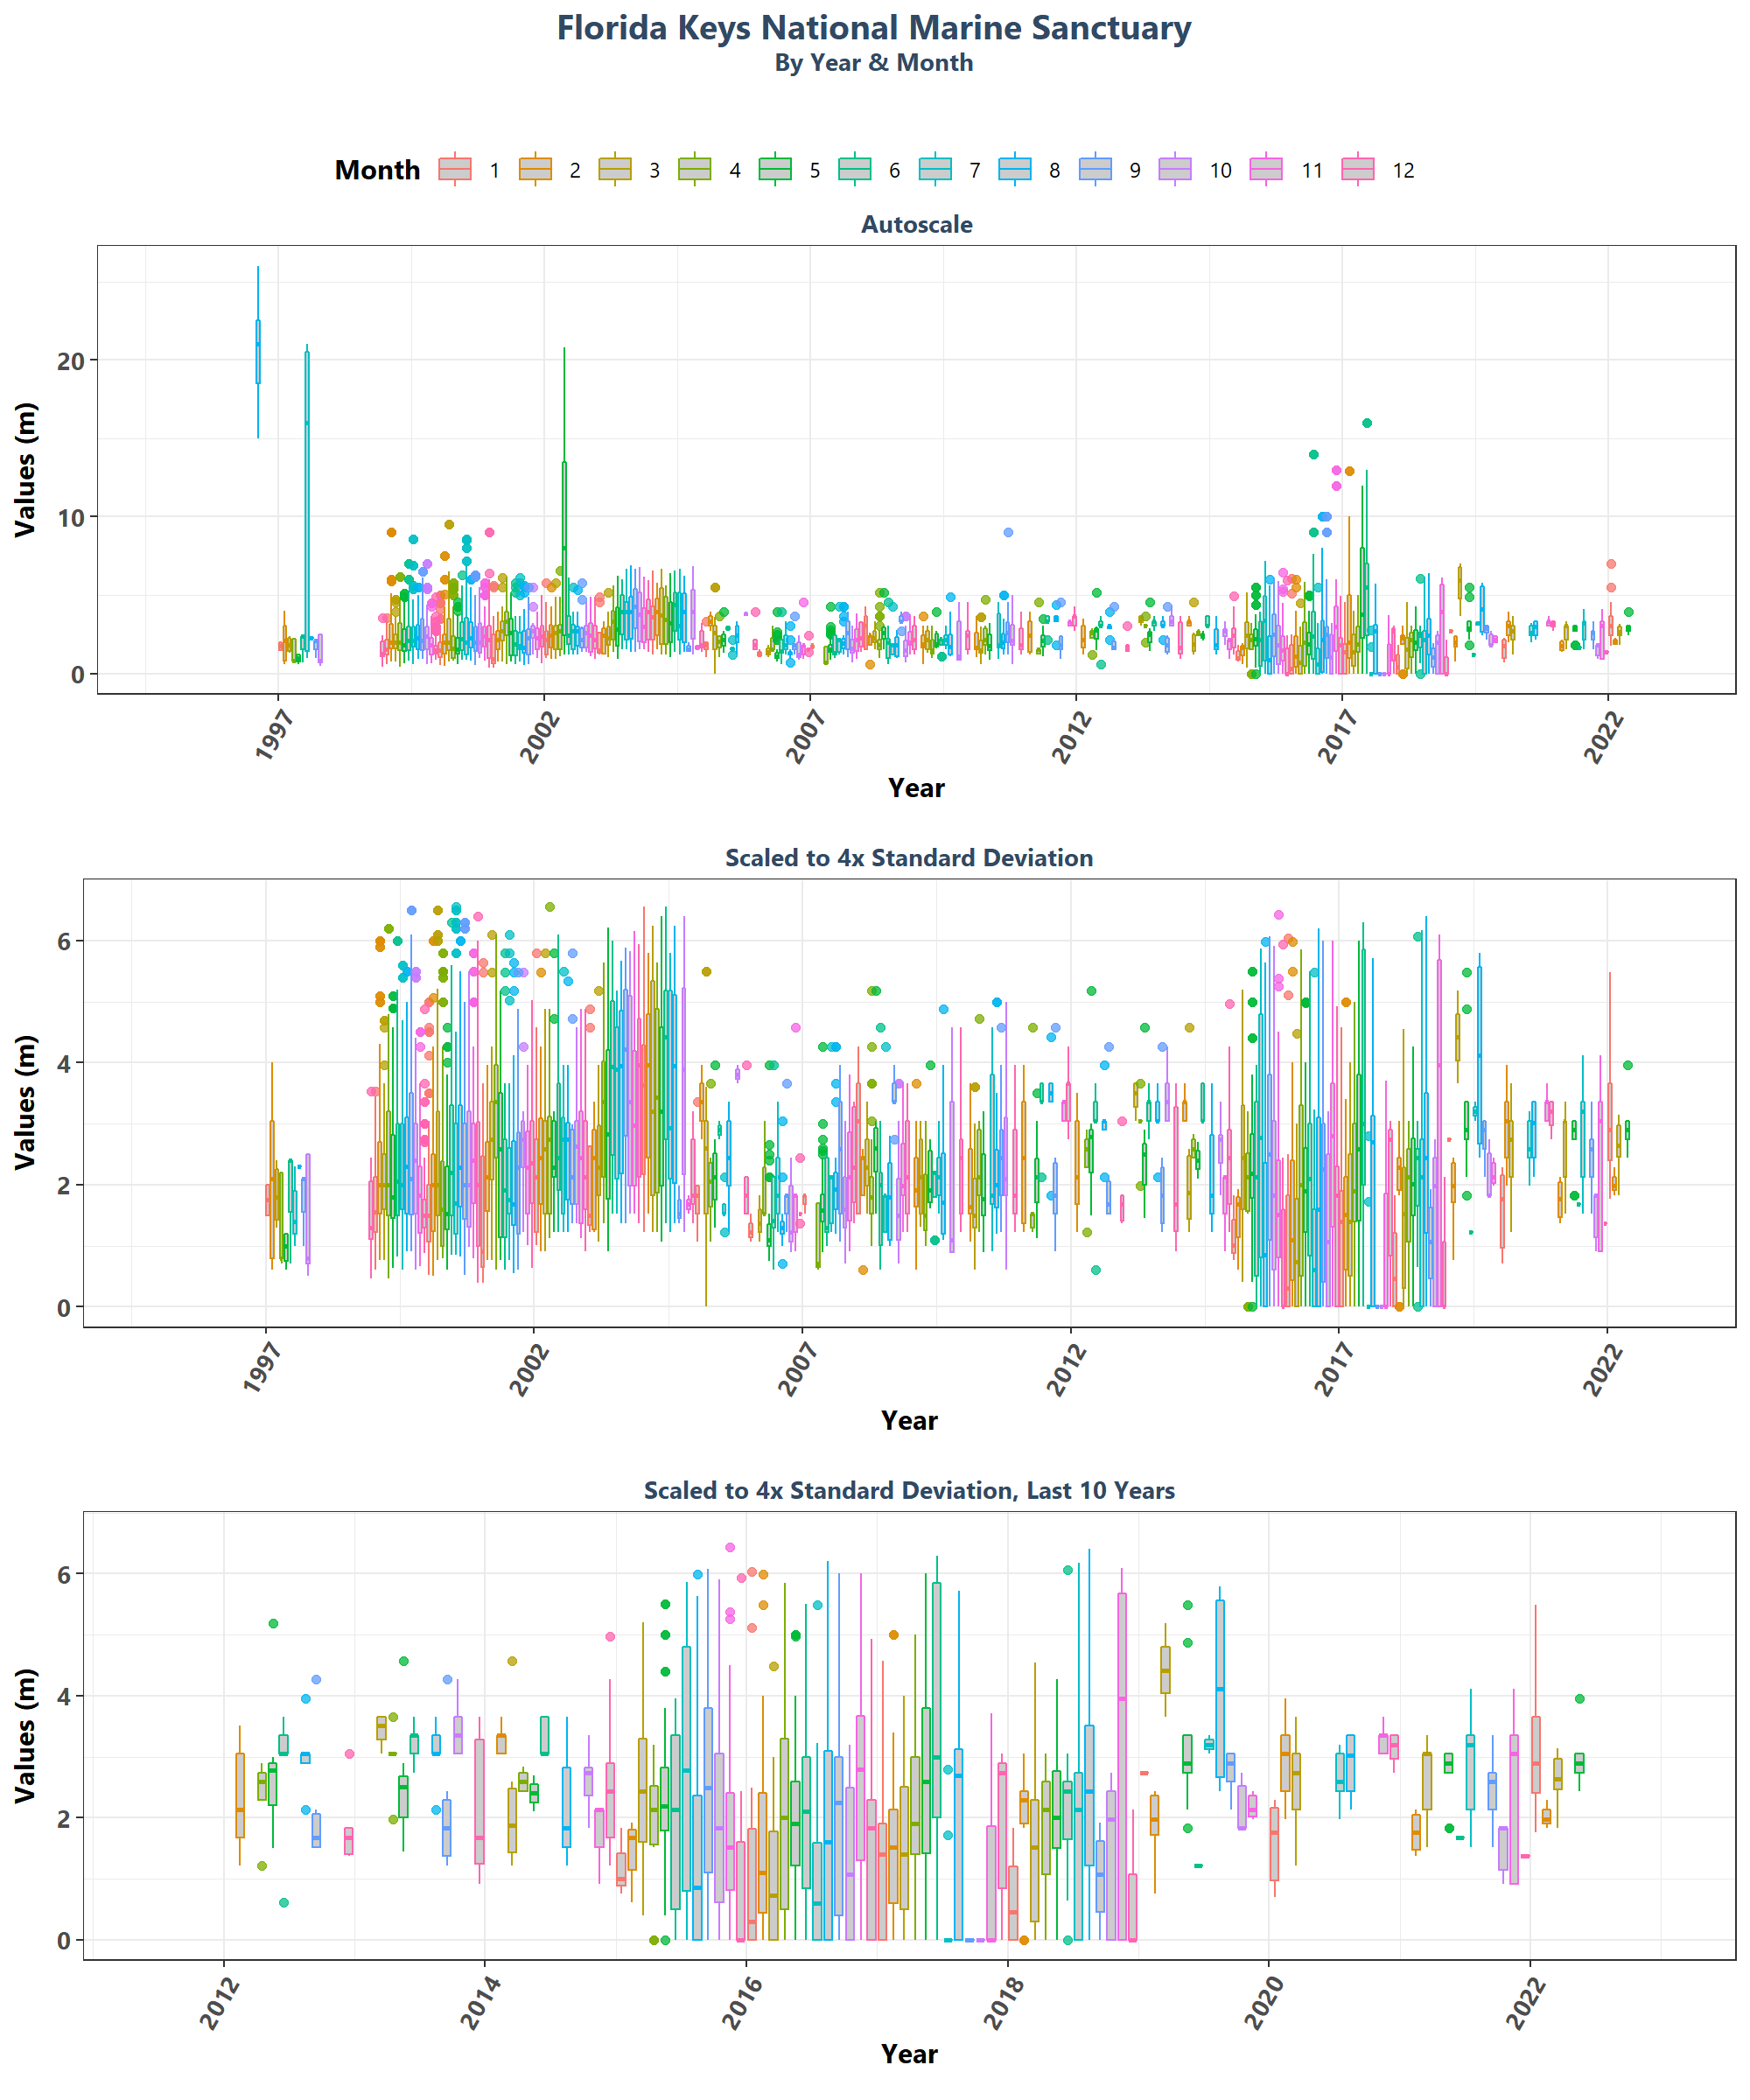 Florida Keys National Marine Sanctuary
By Year & Month
Month 1 2 3 4 5 6 7 8 9 10 11 12
Autoscale
Values (m)
20
10
0
1997 2002 2007 2012 2017 2022
Year
Scaled to 4x Standard Deviation
Values (m)
6
4
2
0
1997 2002 2007 2012 2017 2022
Year
Scaled to 4x Standard Deviation, Last 10 Years
Values (m)
6
4
2
0
2012 2014 2016 2018 2020 2022
Year